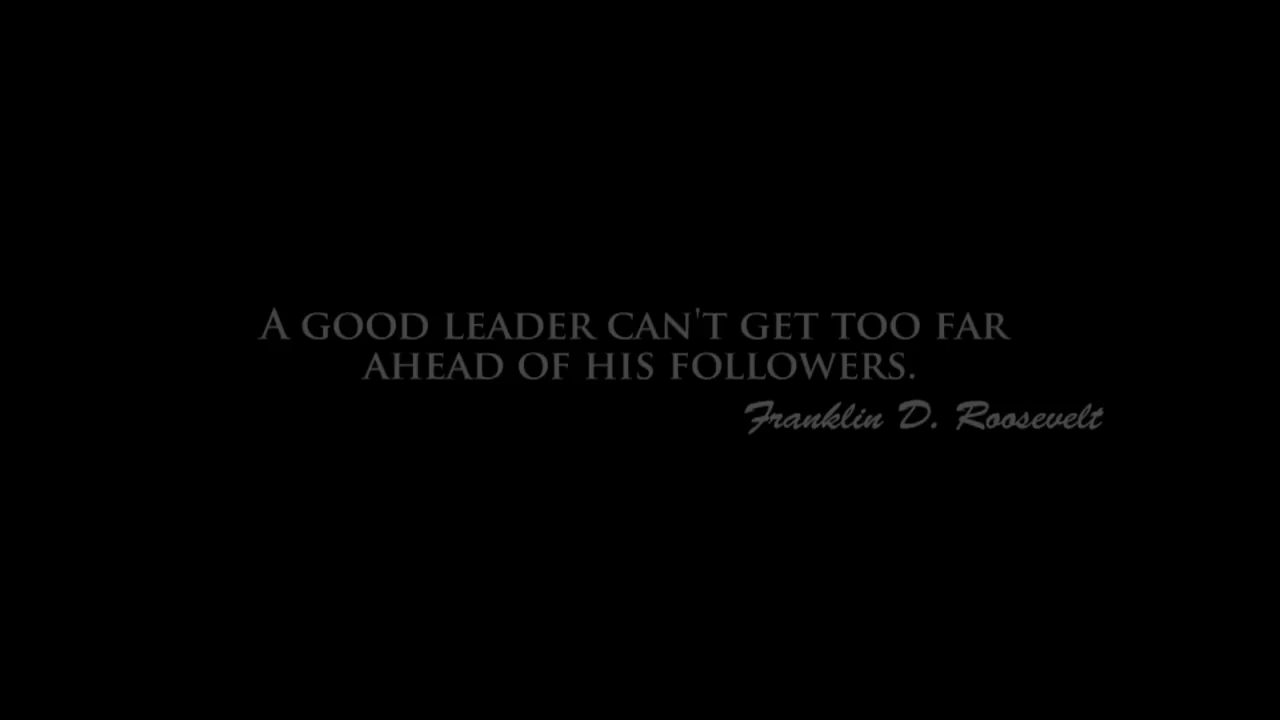 A GOOD LEADER CAN'T GET TOO FAR
AHEAD OF HIS FOLLOWERS.
Franklin D. Roosevelt